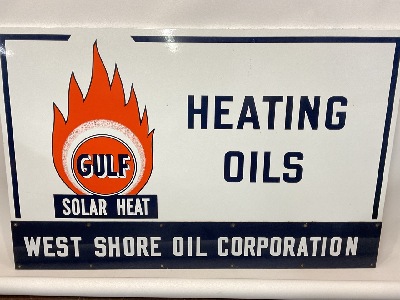 GULF
SOLAR HEAT
HEATING
OILS
WEST SHORE OIL CORPORATION